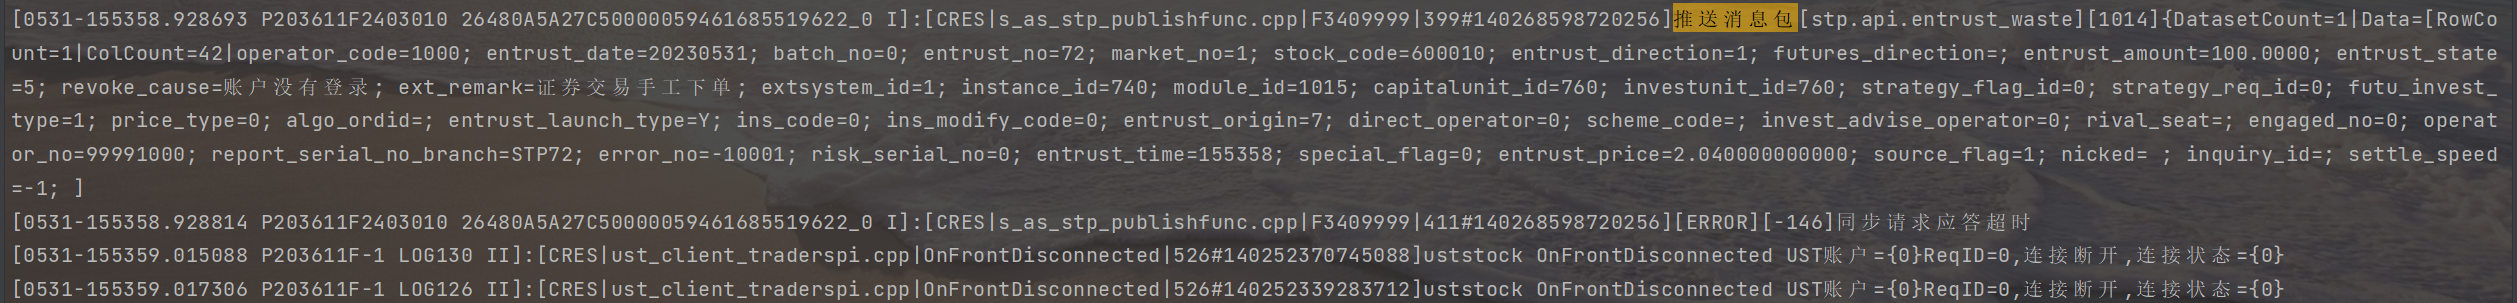 [0531-155358.928693 P203611F2403010 26480A5A27C50000059461685519622_0 I]:[CRES|s_as_stp_publishfunc.cpp|F3409999|399#140268598720256]推送消息包[stp.api.entrust_waste][1014]{DatasetCount=1|Data=[RowCo
unt=1|ColCount=42|operator_code=1000; entrust_date=20230531; batch_no=0; entrust_no=72; market_no=1; stock_code=600010; entrust_direction=1; futures_direction=; entrust_amount=100.0000; entrust_state
=5; revoke_cause=账户没有登录; ext_remark=证券交易手工下单; extsystem_id=1; instance_id=740; module_id=1015; capitalunit_id=760; investunit_id=760; strategy_flag_id=0; strategy_req_id=0; futu_invest_
type=1; price_type=0; algo_ordid=; entrust_launch_type=Y; ins_code=0; ins_modify_code=0; entrust_origin=7; direct_operator=0; scheme_code=; invest_advise_operator=0; rival_seat=; engaged_no=0; operat
or_no=99991000; report_serial_no_branch=STP72; error_no=-10001; risk_serial_no=0; entrust_time=155358; special_flag=0; entrust_price=2.040000000000; source_flag=1; nicked= ; inquiry_id=; settle_speed
=-1; ]
[0531-155358.928814 P203611F2403010 26480A5A27C50000059461685519622_0 I]:[CRES|s_as_stp_publishfunc.cpp|F3409999|411#140268598720256][ERROR][-146]同步请求应答超时
[0531-155359.015088 P203611F-1 LOG130 II]:[CRES|ust_client_traderspi.cpp|OnFrontDisconnected|526#140252370745088]uststock OnFrontDisconnected UST账户={0}ReqID=0,连接断开,连接状态={0}
[0531-155359.017306 P203611F-1 LOG126 II]:[CRES|ust_client_traderspi.cpp|OnFrontDisconnected|526#140252339283712]uststock OnFrontDisconnected UST账户={0}ReqID=0,连接断开,连接状态={0}